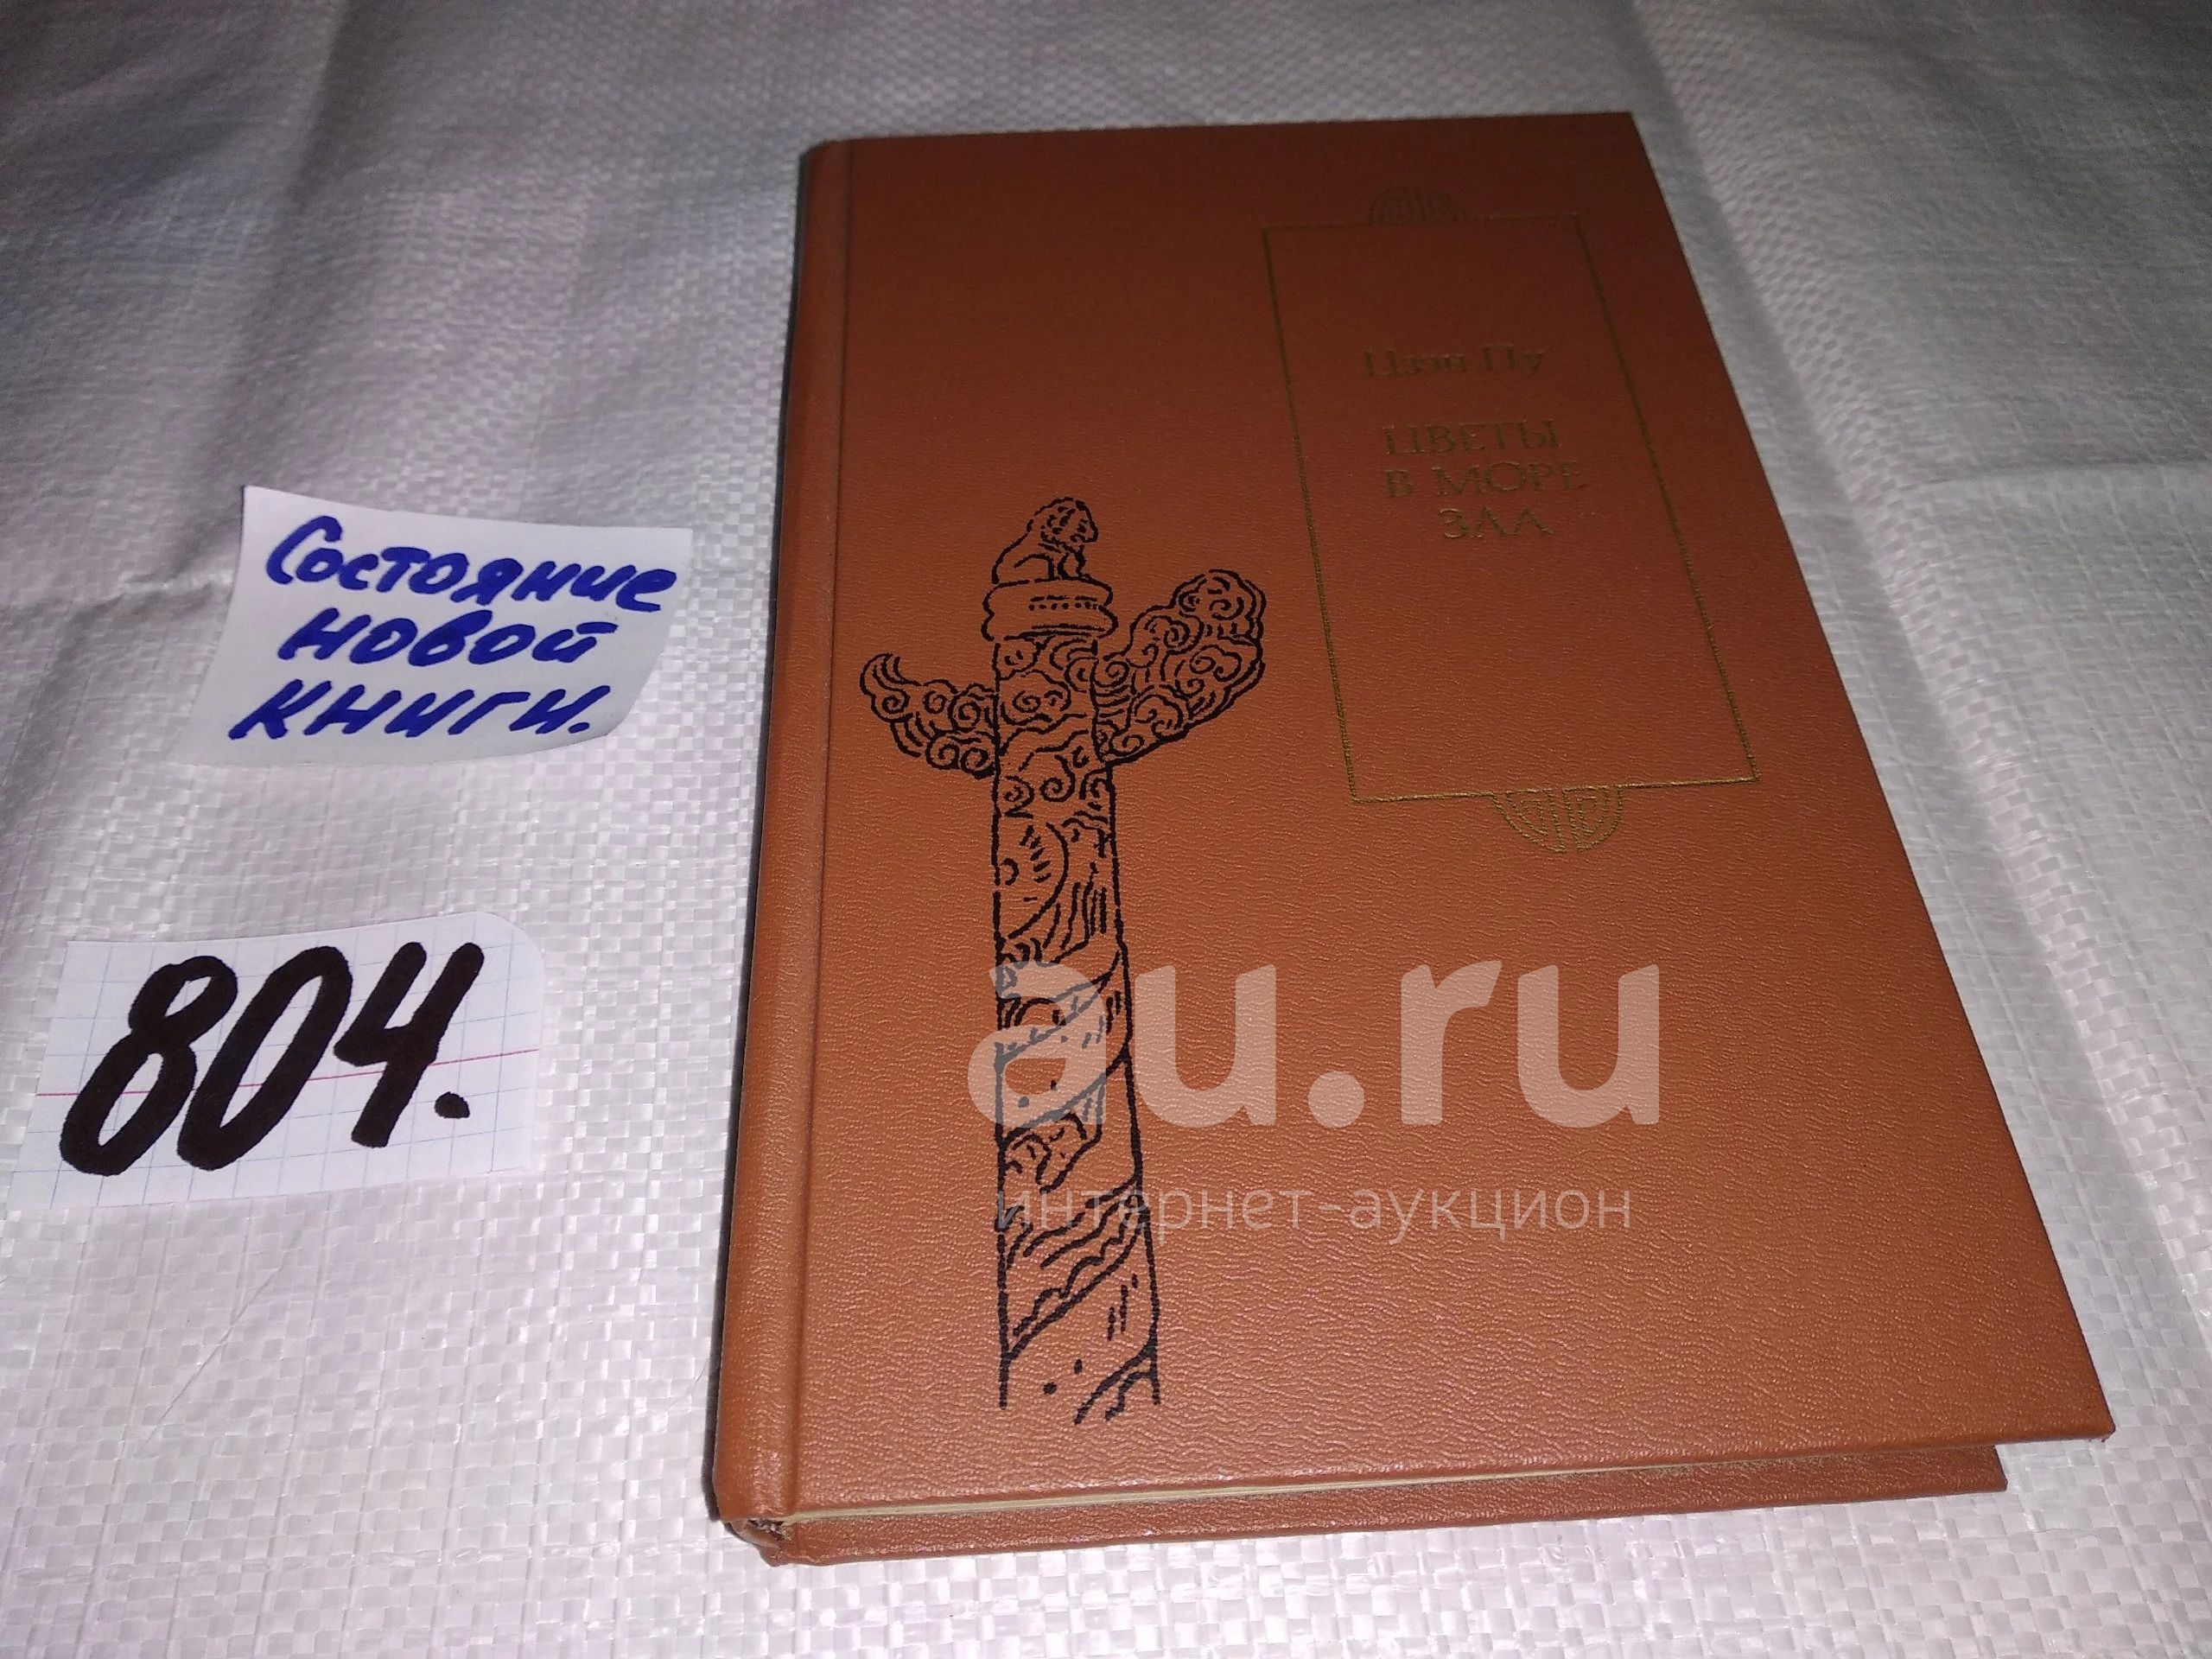 Цзэн Пу
ЦВЕТЫ
В МОРЕ
ЗЛА
Состояние
новой
книги.
804.
au.ru
интернет-аукцион